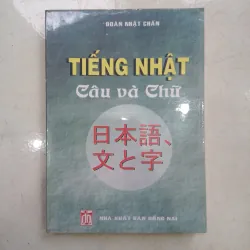 ĐOÀN NHẬT CHẤN
TIẾNG NHẬT
Câu và Chữ
日本語、
文と字
NHÀ XUẤT BẢN ĐỒNG NAI